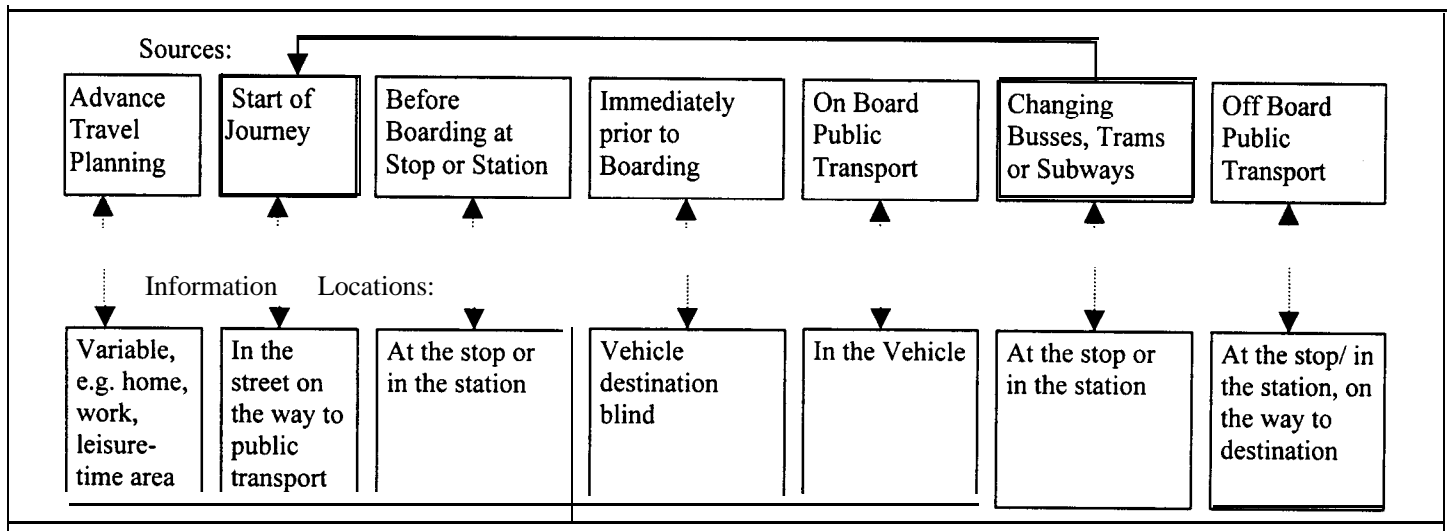 Sources:
Advance
Travel
Planning
Start of
Journey
Before
Boarding at
Stop or Station
Immediately
prior to
Boarding
On Board
Public
Transport
Changing
Busses, Trams
or Subways
Off Board
Public
Transport
Information Locations:
Variable,
e.g. home,
work,
leisure-
time area
In the
street on
the way to
public
transport
At the stop or
in the station
Vehicle
destination
blind
In the Vehicle
At the stop or
in the station
At the stop/ in
the station, on
the way to
destination